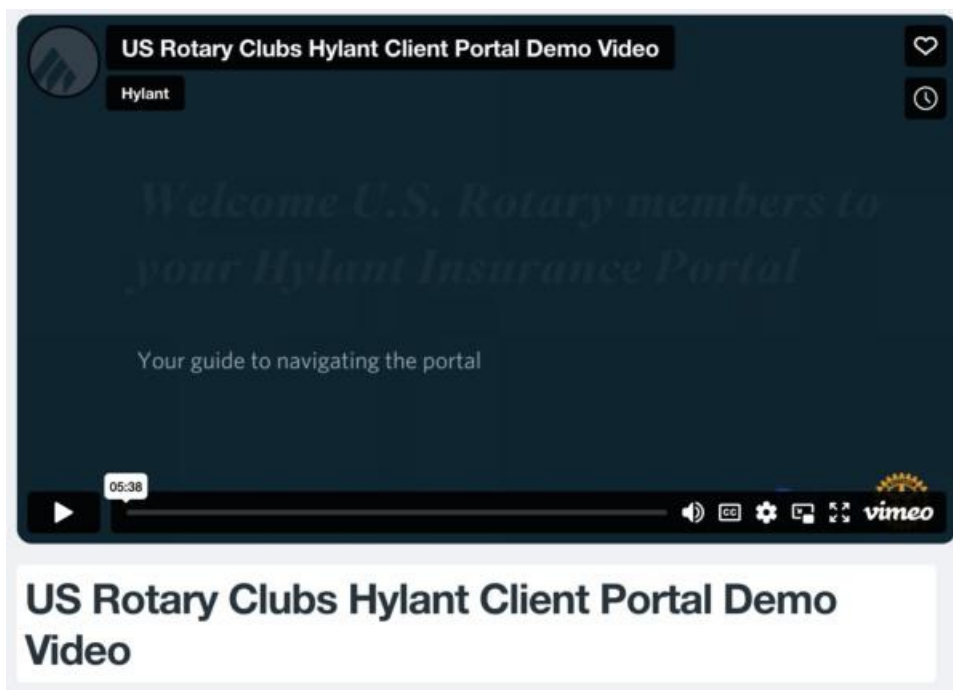 US Rotary Clubs Hylant Client Portal Demo Video
Hylant
Welcome U.S. Rotary members to
your Hylant Insurance Portal
Your guide to navigating the portal
05:38
CC
vimeo
US Rotary Clubs Hylant Client Portal Demo
Video